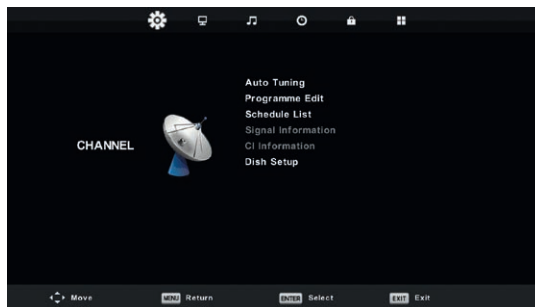 Auto Tuning
Programme Edit
Schedule List
Signal Information
CHANNEL
CI Information
Dish Setup
Move
MENU Return
ENTER Select
EXIT Exit